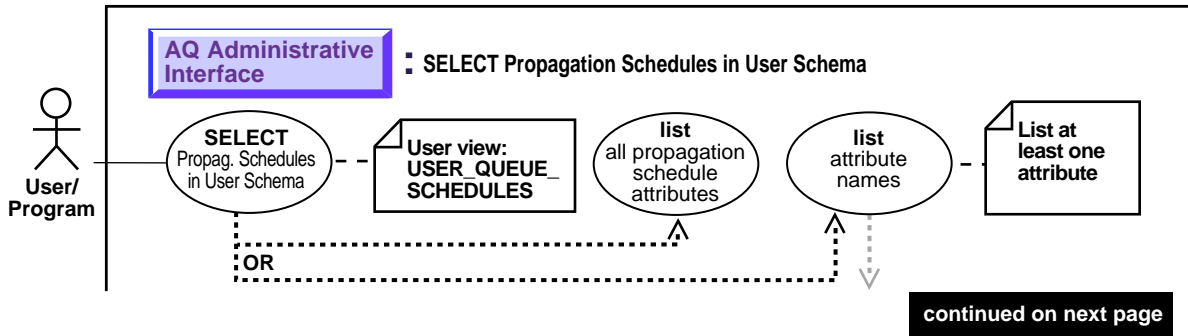 AQ Administrative
Interface
: SELECT Propagation Schedules in User Schema
User/
Program
SELECT
Propag. Schedules
in User Schema
User view:
USER_QUEUE_
SCHEDULES
list
all propagation
schedule
attributes
list
attribute
names
List at
least one
attribute
OR
continued on next page